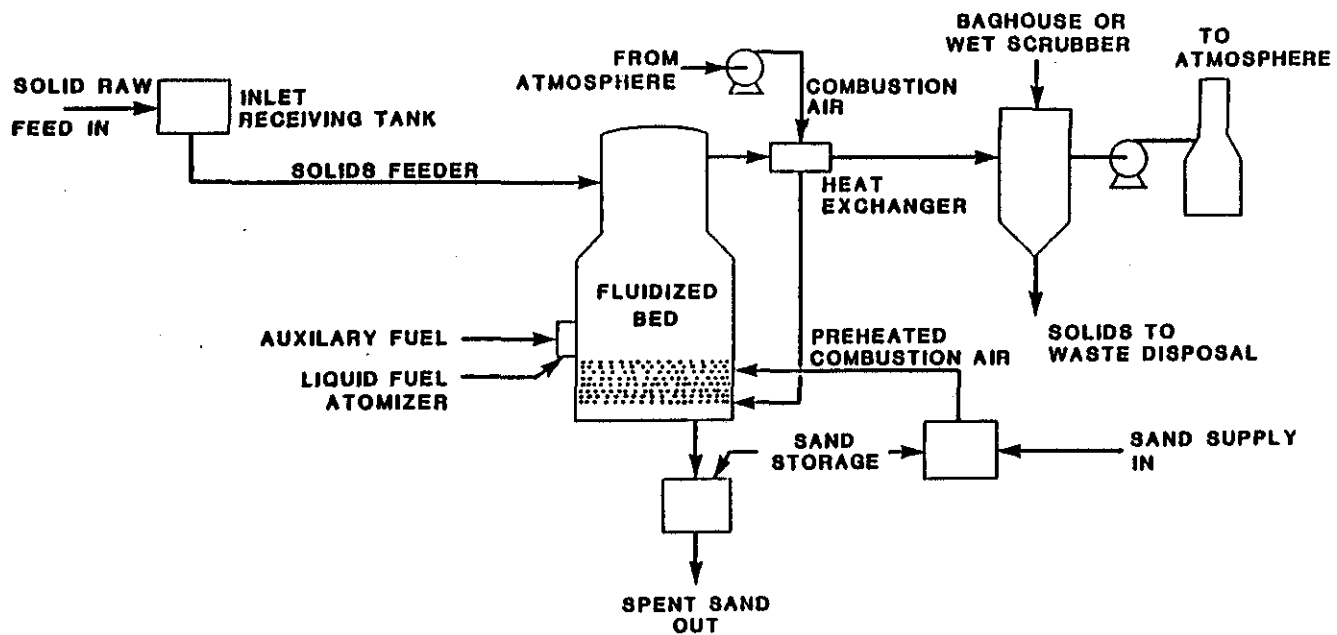 SOLID RAW
FEED IN
INLET
RECEIVING TANK
SOLIDS FEEDER
FROM
ATMOSPHERE
COMBUSTION
AIR
HEAT
EXCHANGER
BAGHOUSE OR
WET SCRUBBER
TO
ATMOSPHERE
SOLIDS TO
WASTE DISPOSAL
FLUIDIZED
BED
AUXILARY FUEL
LIQUID FUEL
ATOMIZER
PREHEATED
COMBUSTION AIR
SAND
STORAGE
SAND SUPPLY
IN
SPENT SAND
OUT